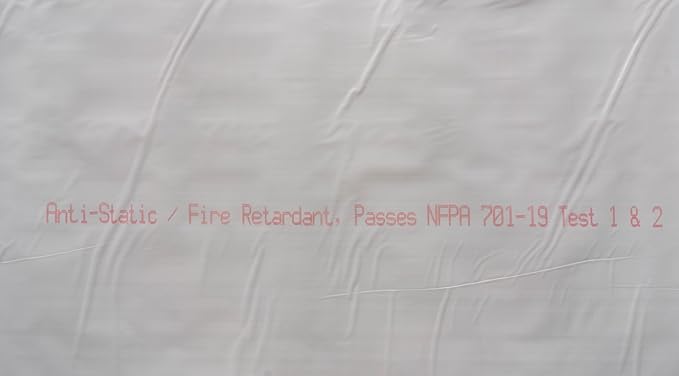 Anti-Static / Fire Retardant, Passes NFPA 701-19 Test 1 & 2